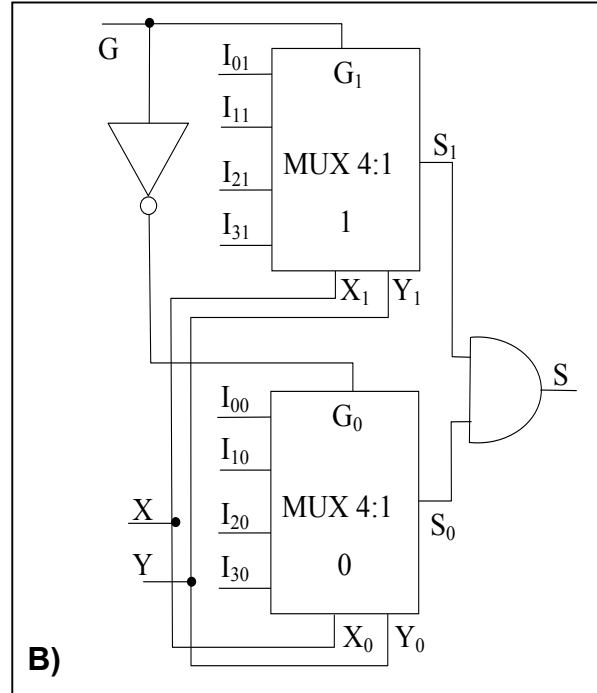 G
I₀₁
I₁₁
I₂₁
I₃₁
G₁
MUX 4:1
1
S₁
X₁ Y₁
I₀₀
I₁₀
I₂₀
I₃₀
G₀
MUX 4:1
0
S₀
S
X
Y
X₀ Y₀
B)